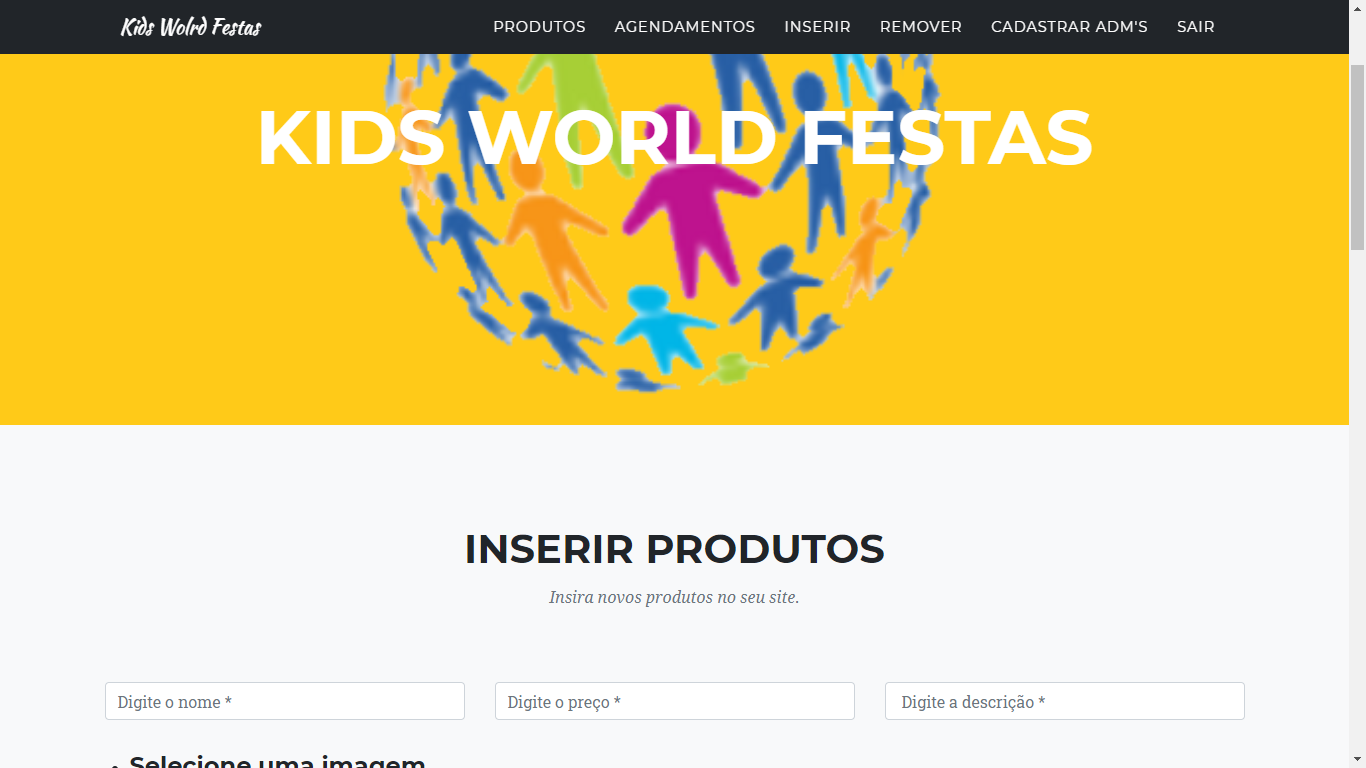 Kids Wolrd Festas
PRODUTOS AGENDAMENTOS INSERIR REMOVER CADASTRAR ADM'S SAIR
KIDS WORLD FESTAS
INSERIR PRODUTOS
Insira novos produtos no seu site.
Digite o nome * Digite o preço * Digite a descrição *
• Selecione uma imagem